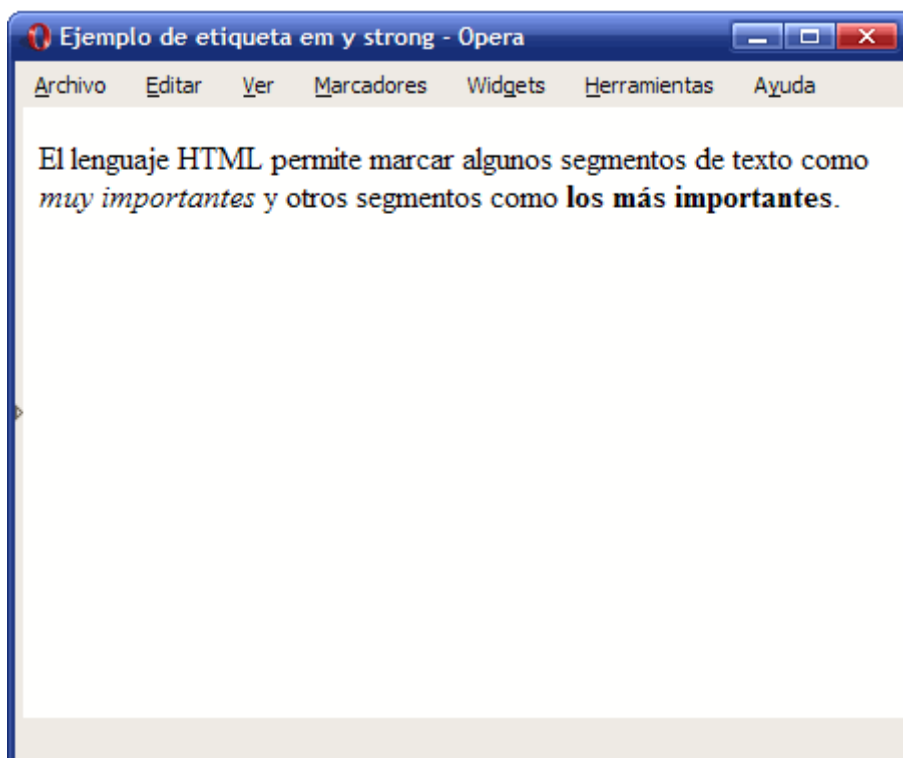 Ejemplo de etiqueta em y strong - Opera
Archivo Editar Ver Marcadores Widgets Herramientas Ayuda
El lenguaje HTML permite marcar algunos segmentos de texto como
muy importantes y otros segmentos como los más importantes.